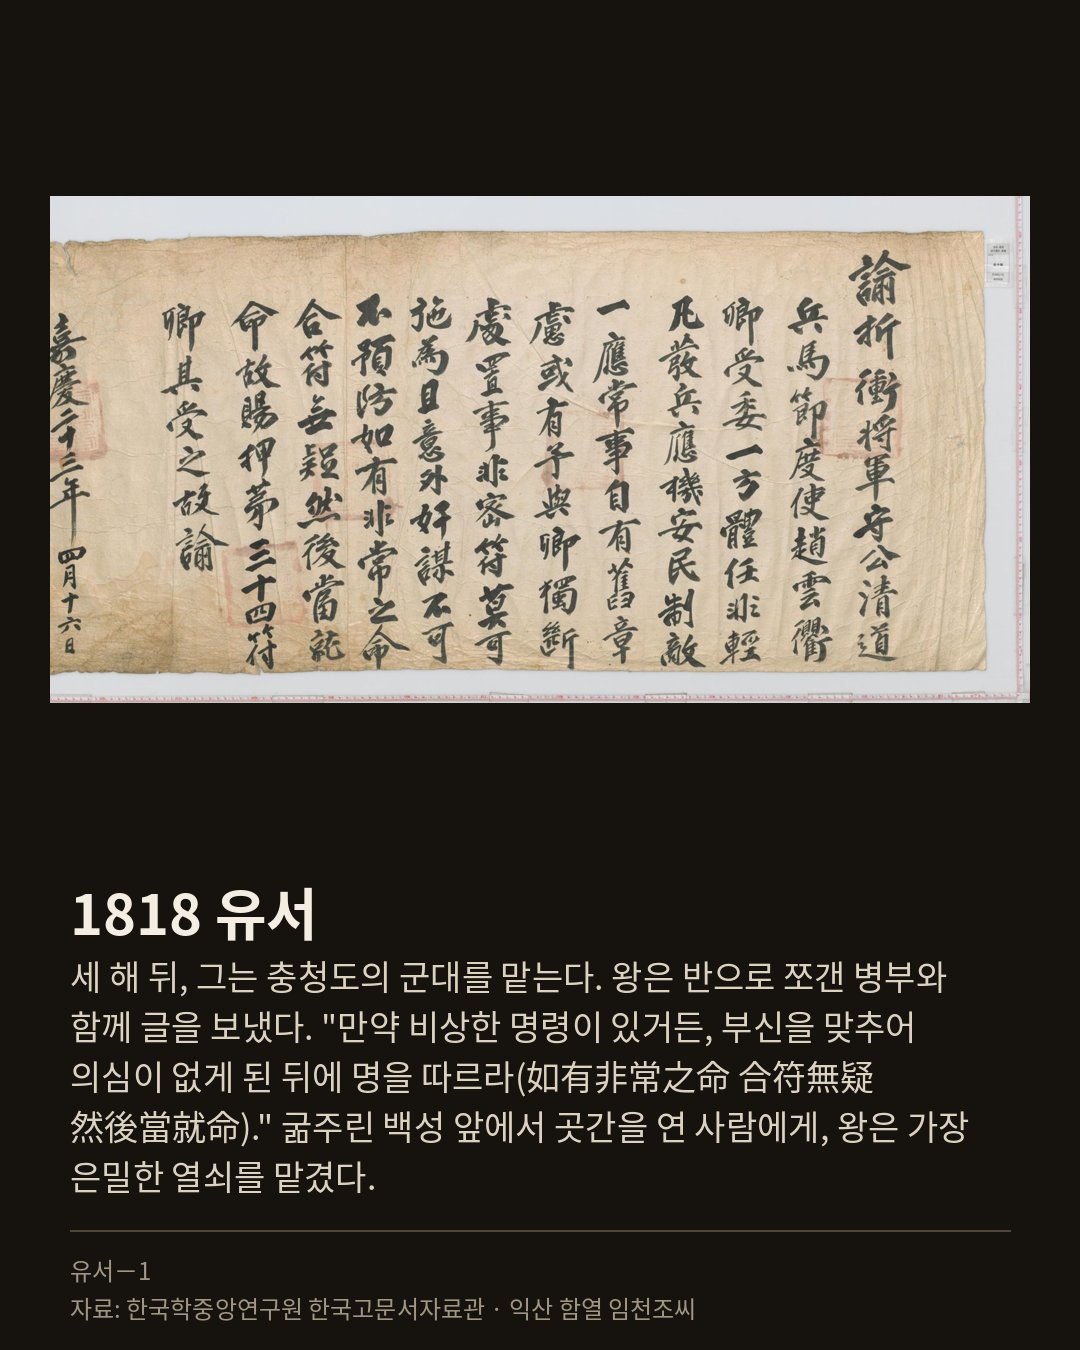 諭折衝將軍守公清道
兵馬節度使趙雲衢
卿受委一方體任非輕
凡發兵應機安民制敵
一應常事自有舊章
慮或有予與卿獨斷
處置事非密符莫可
施為且意外奸謀不可
不預防如有非常之命
合符無疑然後當就
命故賜押第三十四符
卿其受之故諭
嘉慶二十三年四月十六日
1818 유서
세 해 뒤, 그는 충청도의 군대를 맡는다. 왕은 반으로 쪼갠 병부와
함께 글을 보냈다. "만약 비상한 명령이 있거든, 부신을 맞추어
의심이 없게 된 뒤에 명을 따르라(如有非常之命 合符無疑
然後當就命)." 굶주린 백성 앞에서 곳간을 연 사람에게, 왕은 가장
은밀한 열쇠를 맡겼다.
유서－1
자료: 한국학중앙연구원 한국고문서자료관 · 익산 함열 임천조씨